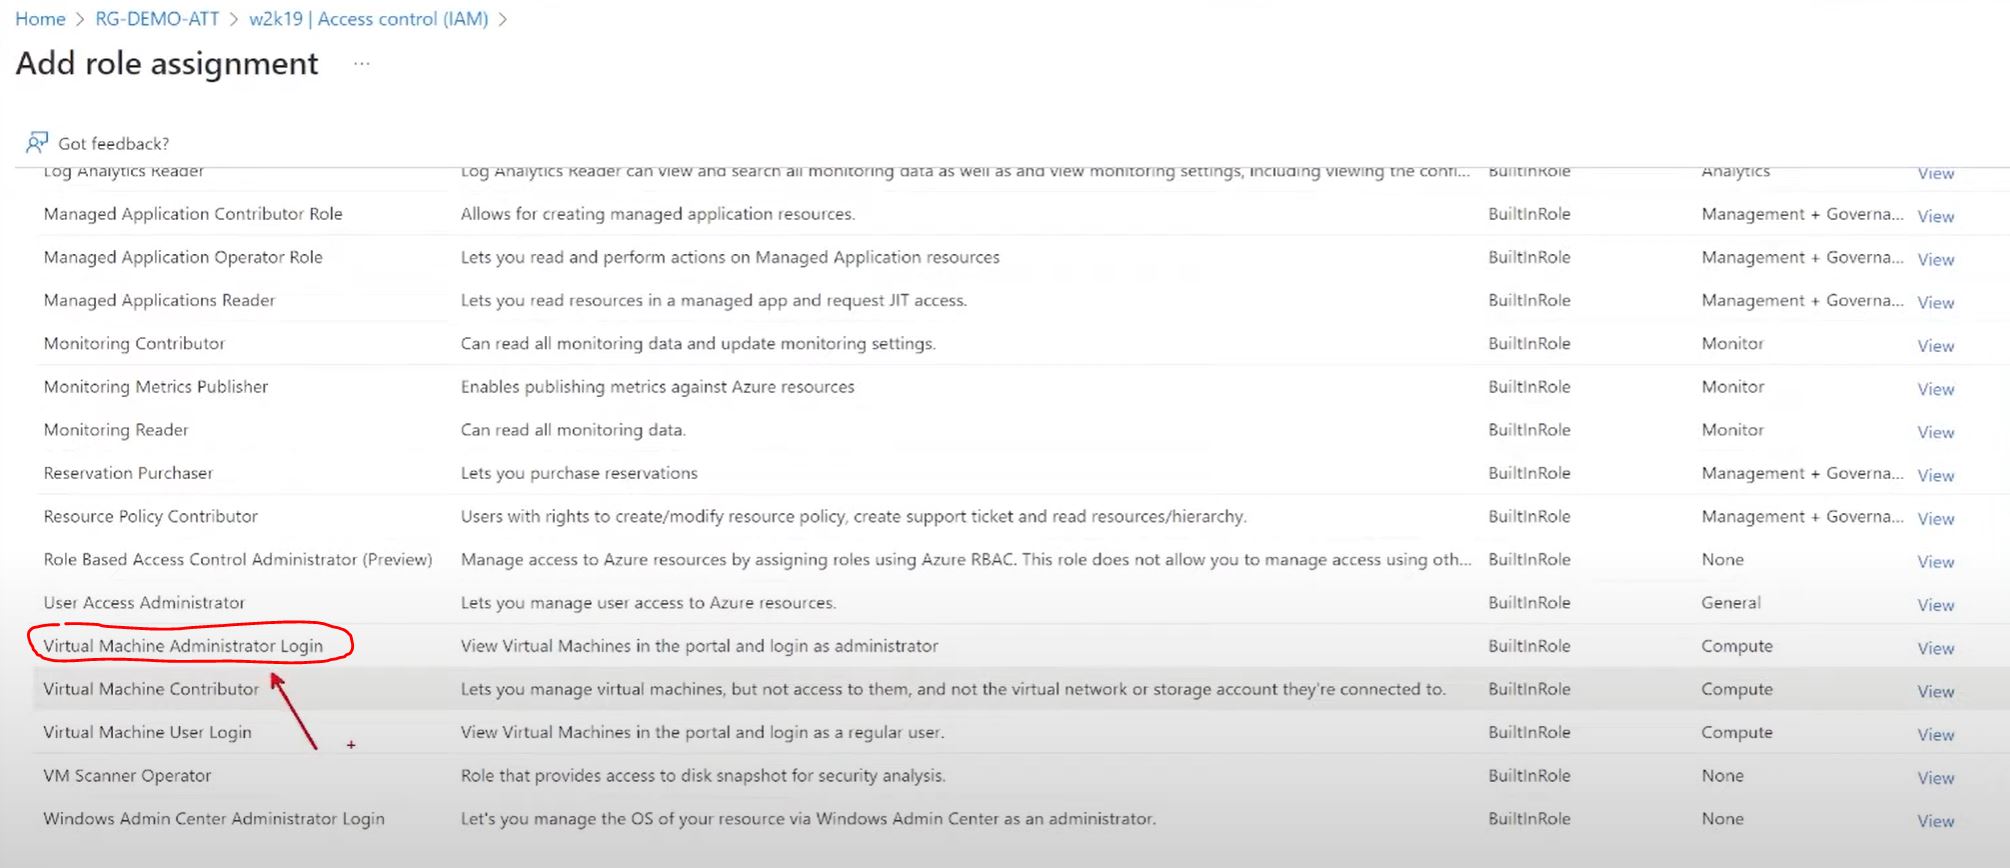 Home > RG-DEMO-ATT > w2k19 | Access control (IAM) >
Add role assignment ...
Got feedback?
Log Analytics Reader Log Analytics Reader can view and search all monitoring data as well as and view monitoring settings, including viewing the confi... BuiltInRole Analytics View
Managed Application Contributor Role Allows for creating managed application resources. BuiltInRole Management + Governa... View
Managed Application Operator Role Lets you read and perform actions on Managed Application resources BuiltInRole Management + Governa... View
Managed Applications Reader Lets you read resources in a managed app and request JIT access. BuiltInRole Management + Governa... View
Monitoring Contributor Can read all monitoring data and update monitoring settings. BuiltInRole Monitor View
Monitoring Metrics Publisher Enables publishing metrics against Azure resources BuiltInRole Monitor View
Monitoring Reader Can read all monitoring data. BuiltInRole Monitor View
Reservation Purchaser Lets you purchase reservations BuiltInRole Management + Governa... View
Resource Policy Contributor Users with rights to create/modify resource policy, create support ticket and read resources/hierarchy. BuiltInRole Management + Governa... View
Role Based Access Control Administrator (Preview) Manage access to Azure resources by assigning roles using Azure RBAC. This role does not allow you to manage access using oth... BuiltInRole None View
User Access Administrator Lets you manage user access to Azure resources. BuiltInRole General View
Virtual Machine Administrator Login View Virtual Machines in the portal and login as administrator BuiltInRole Compute View
Virtual Machine Contributor Lets you manage virtual machines, but not access to them, and not the virtual network or storage account they're connected to. BuiltInRole Compute View
Virtual Machine User Login View Virtual Machines in the portal and login as a regular user. BuiltInRole Compute View
VM Scanner Operator Role that provides access to disk snapshot for security analysis. BuiltInRole None View
Windows Admin Center Administrator Login Let's you manage the OS of your resource via Windows Admin Center as an administrator. BuiltInRole None View